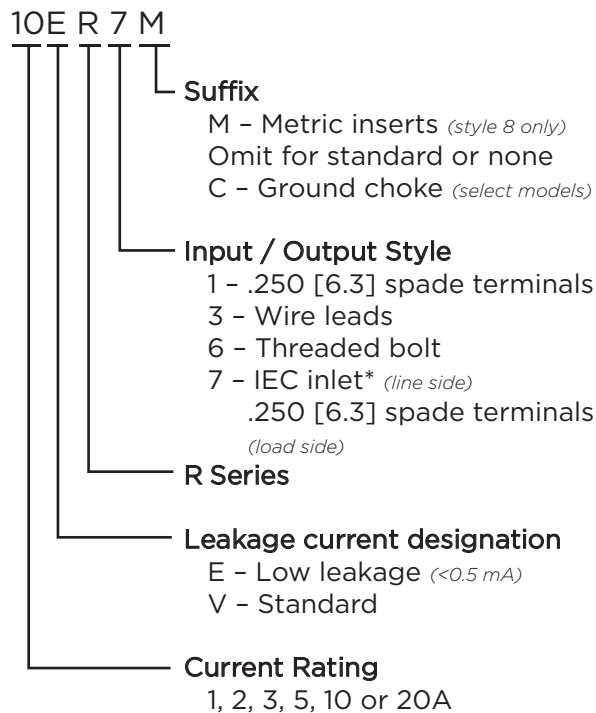 10E R 7 M
Suffix
M – Metric inserts (style 8 only)
Omit for standard or none
C – Ground choke (select models)
Input / Output Style
1 – .250 [6.3] spade terminals
3 – Wire leads
6 – Threaded bolt
7 – IEC inlet* (line side)
.250 [6.3] spade terminals
(load side)
R Series
Leakage current designation
E – Low leakage (<0.5 mA)
V – Standard
Current Rating
1, 2, 3, 5, 10 or 20A